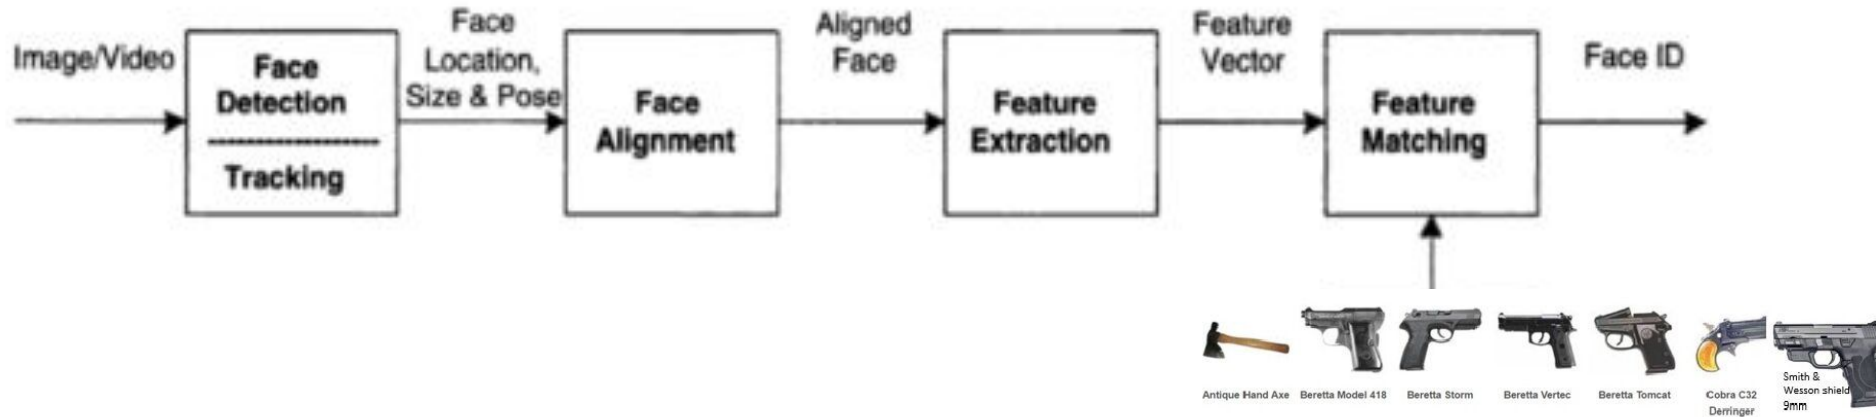 Image/Video
Face
Detection
Tracking
Face
Location,
Size & Pose
Face
Alignment
Aligned
Face
Feature
Extraction
Feature
Vector
Feature
Matching
Face ID
Antique Hand Axe
Beretta Model 418
Beretta Storm
Beretta Vertec
Beretta Tomcat
Cobra C32
Derringer
Smith &
Wesson shield
9mm